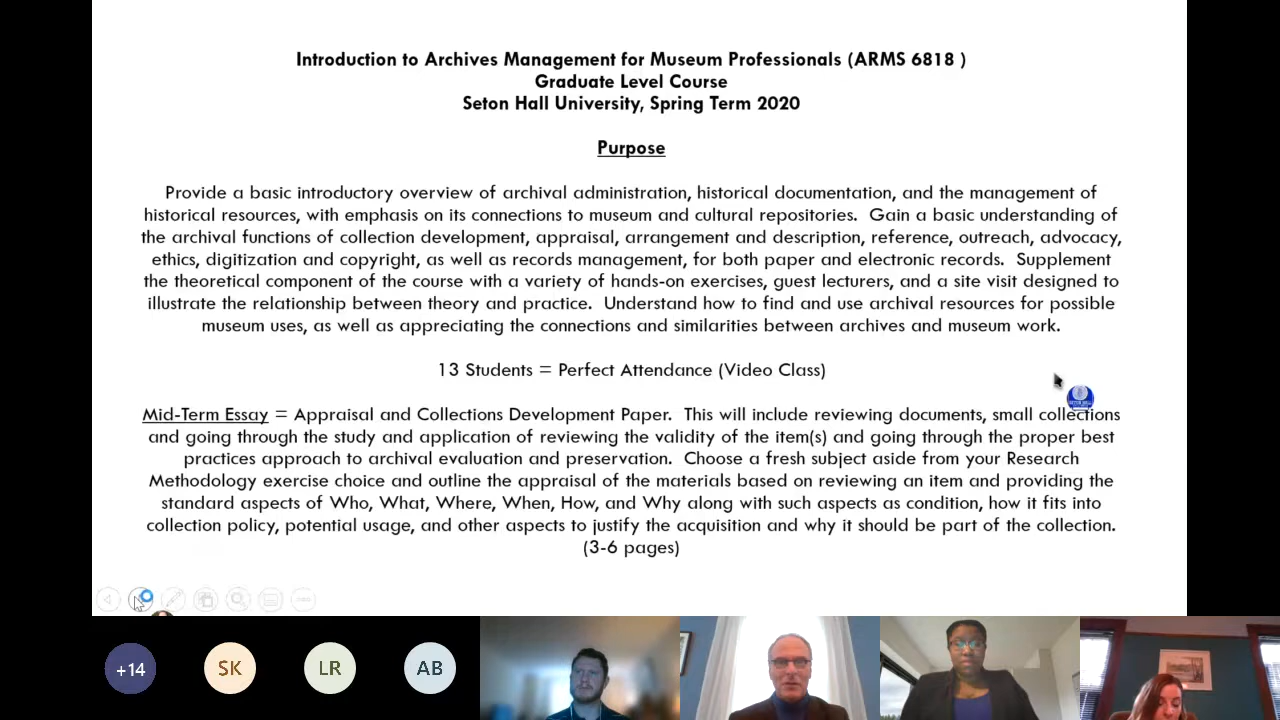 Introduction to Archives Management for Museum Professionals (ARMS 6818 )
Graduate Level Course
Seton Hall University, Spring Term 2020
Purpose
Provide a basic introductory overview of archival administration, historical documentation, and the management of
historical resources, with emphasis on its connections to museum and cultural repositories. Gain a basic understanding of
the archival functions of collection development, appraisal, arrangement and description, reference, outreach, advocacy,
ethics, digitization and copyright, as well as records management, for both paper and electronic records. Supplement
the theoretical component of the course with a variety of hands-on exercises, guest lecturers, and a site visit designed to
illustrate the relationship between theory and practice. Understand how to find and use archival resources for possible
museum uses, as well as appreciating the connections and similarities between archives and museum work.
13 Students = Perfect Attendance (Video Class)
Mid-Term Essay = Appraisal and Collections Development Paper. This will include reviewing documents, small collections
and going through the study and application of reviewing the validity of the item(s) and going through the proper best
practices approach to archival evaluation and preservation. Choose a fresh subject aside from your Research
Methodology exercise choice and outline the appraisal of the materials based on reviewing an item and providing the
standard aspects of Who, What, Where, When, How, and Why along with such aspects as condition, how it fits into
collection policy, potential usage, and other aspects to justify the acquisition and why it should be part of the collection.
(3-6 pages)
+14
SK
LR
AB